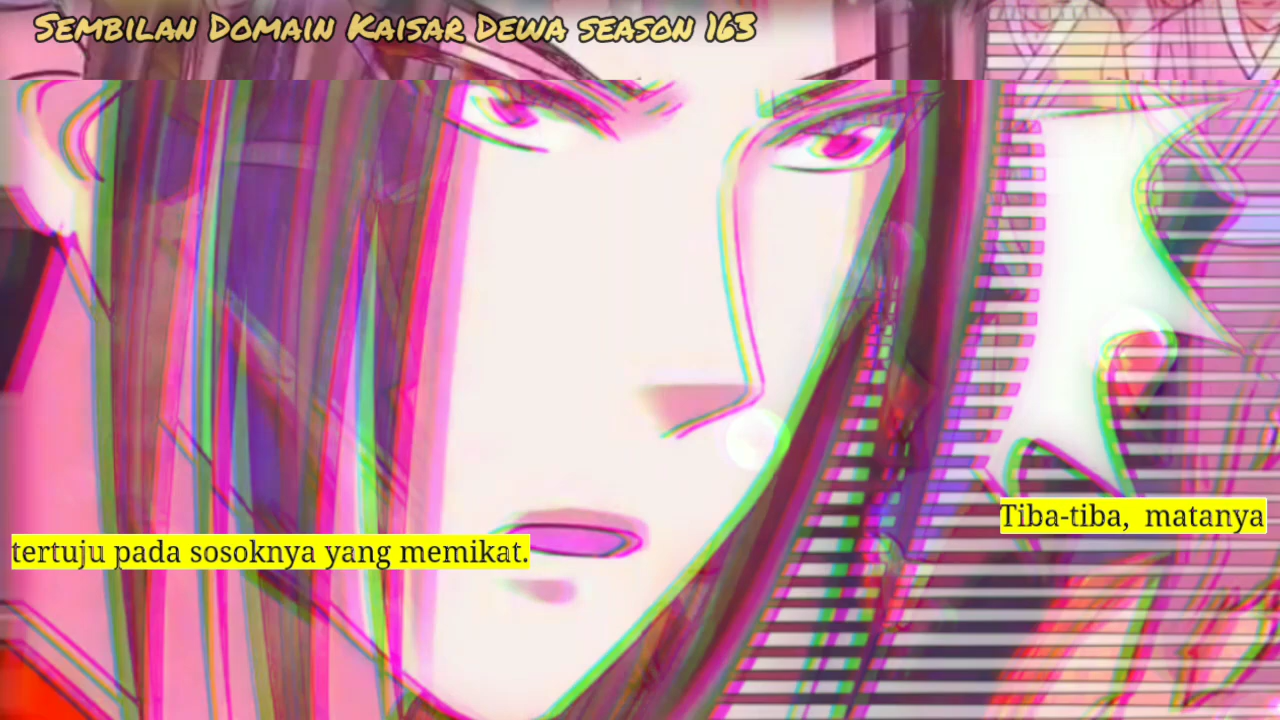 Sembilan Domain Kaisar Dewa season 163
Tiba-tiba, matanya
tertuju pada sosoknya yang memikat.